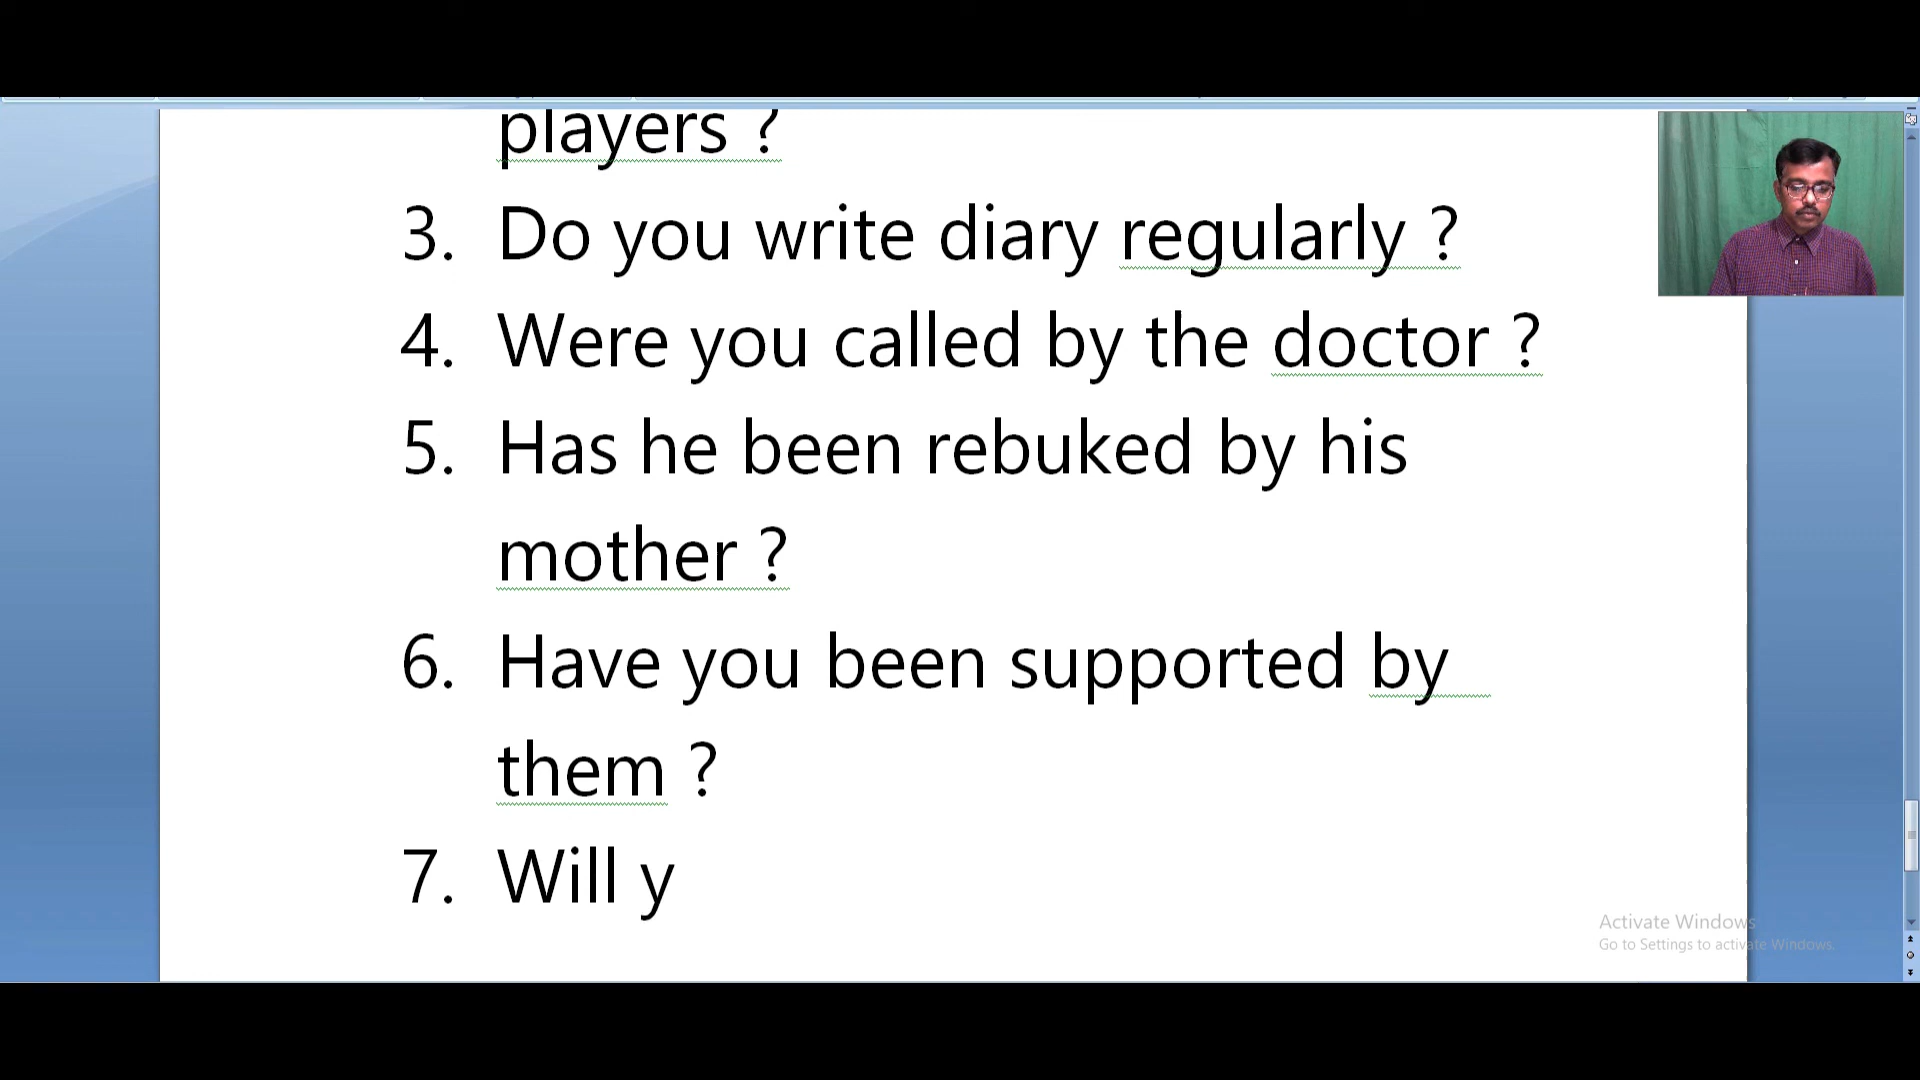 players ?
3. Do you write diary regularly ?
4. Were you called by the doctor ?
5. Has he been rebuked by his
mother ?
6. Have you been supported by
them ?
7. Will y
Activate Windows
Go to Settings to activate Windows.